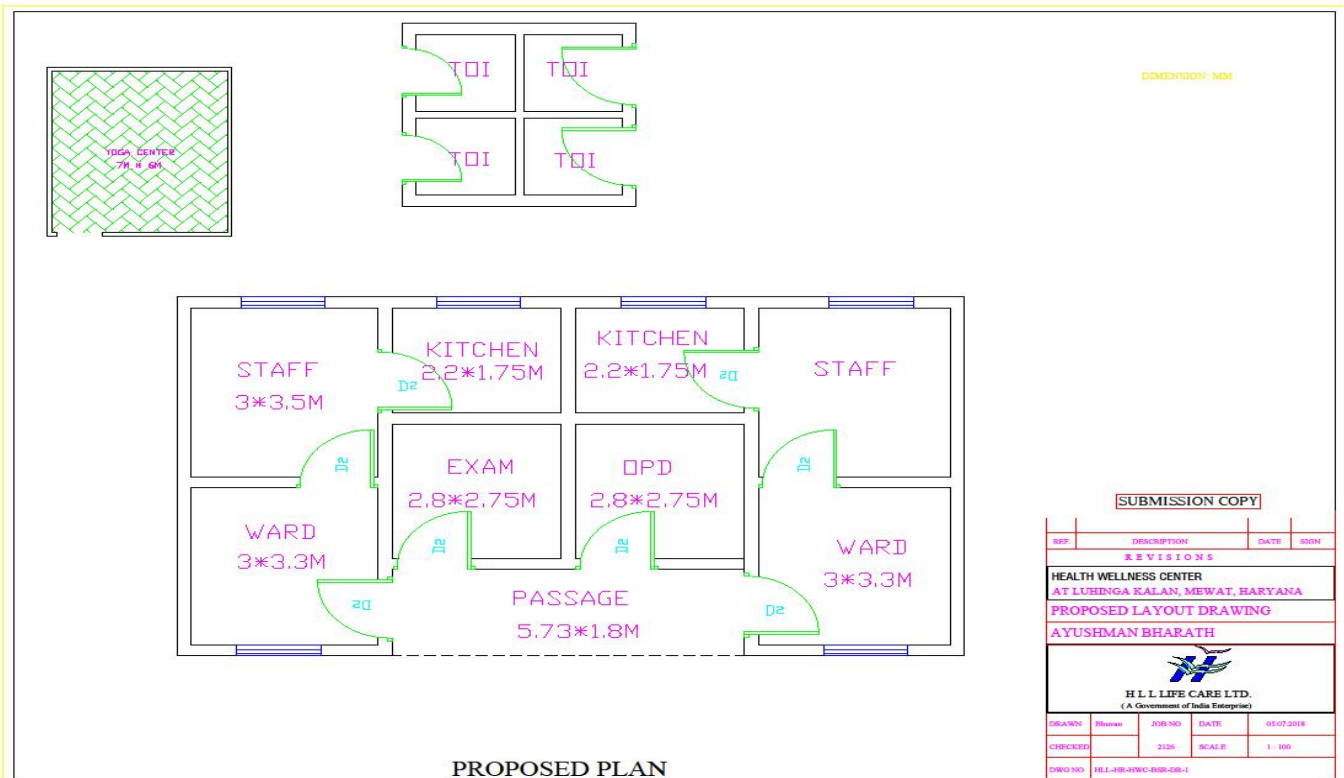 TOI TOI
TOI TOI
DIMENSION: MM
YOGA CENTER
7M * 6M
STAFF
3*3.5M
KITCHEN
2.2*1.75M
KITCHEN
2.2*1.75M
STAFF
D2
D2
D2
D2
EXAM
2.8*2.75M
OPD
2.8*2.75M
WARD
3*3.3M
D2
D2
WARD
3*3.3M
D2
D2
PASSAGE
5.73*1.8M
PROPOSED PLAN
SUBMISSION COPY
REF. DESCRIPTION DATE SIGN
REVISIONS
HEALTH WELLNESS CENTER
AT LUHINGA KALAN, MEWAT, HARYANA
PROPOSED LAYOUT DRAWING
AYUSHMAN BHARATH
H L L LIFE CARE LTD.
( A Government of India Enterprise)
DRAWN Bhuvan JOB NO DATE 05.07.2018
CHECKED 2126 SCALE 1 : 100
DWG NO HLL-HR-HWC-BSR-DR-1